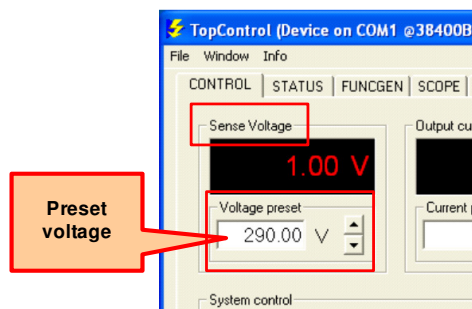 TopControl (Device on COM1 @38400B
File Window Info
CONTROL STATUS FUNCGEN SCOPE
Sense Voltage
Output cu
1.00 V
Voltage preset
Current
290.00 V
Preset
voltage
System control